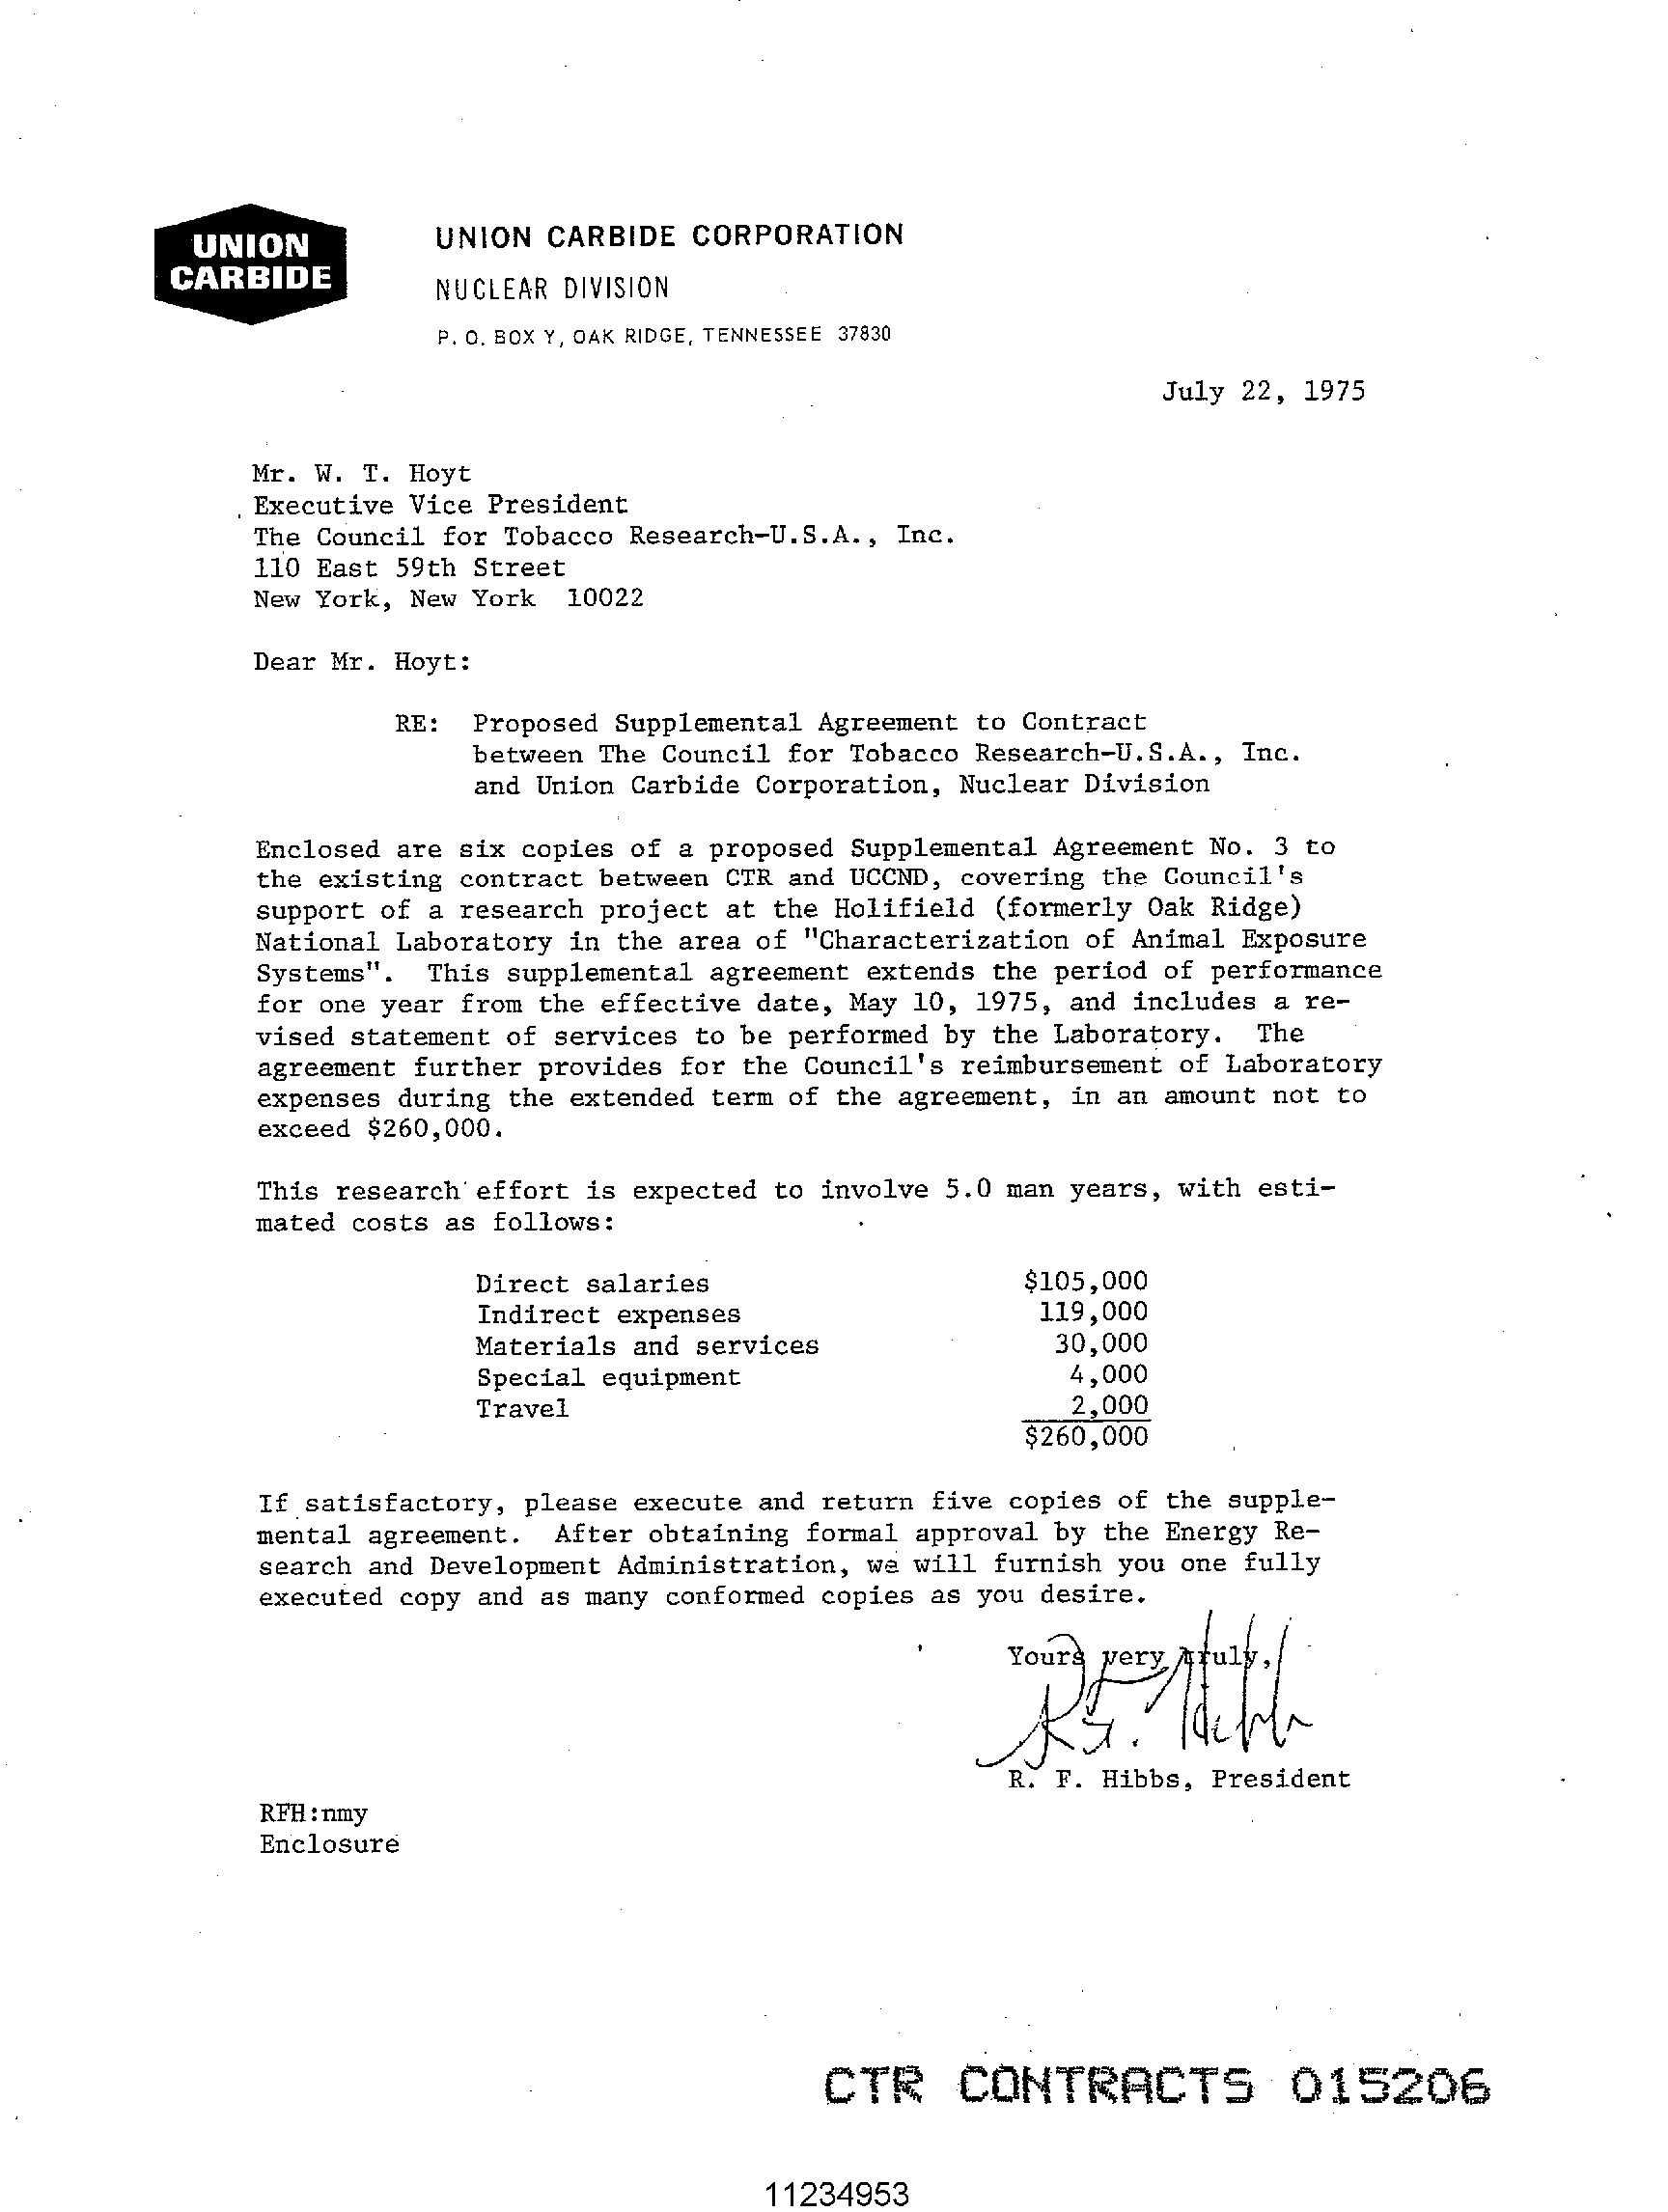 UNION
CARBIDE
UNION CARBIDE CORPORATION
NUCLEAR DIVISION
P. O. BOX Y, OAK RIDGE, TENNESSEE 37830
July 22, 1975
Mr. W. T. Hoyt
Executive Vice President
The Council for Tobacco Research-U.S.A., Inc.
110 East 59th Street
New York, New York 10022
Dear Mr. Hoyt:
RE: Proposed Supplemental Agreement to Contract
between The Council for Tobacco Research-U.S.A., Inc.
and Union Carbide Corporation, Nuclear Division
Enclosed are six copies of a proposed Supplemental Agreement No. 3 to
the existing contract between CTR and UCCND, covering the Council's
support of a research project at the Holifield (formerly Oak Ridge)
National Laboratory in the area of "Characterization of Animal Exposure
Systems". This supplemental agreement extends the period of performance
for one year from the effective date, May 10, 1975, and includes a re-
vised statement of services to be performed by the Laboratory. The
agreement further provides for the Council's reimbursement of Laboratory
expenses during the extended term of the agreement, in an amount not to
exceed $260,000.
This research effort is expected to involve 5.0 man years, with esti-
mated costs as follows:
Direct salaries $105,000
Indirect expenses 119,000
Materials and services 30,000
Special equipment 4,000
Travel 2,000
$260,000
If satisfactory, please execute and return five copies of the supple-
mental agreement. After obtaining formal approval by the Energy Re-
search and Development Administration, we will furnish you one fully
executed copy and as many conformed copies as you desire.
Yours very truly,
R. F. Hibbs
R. F. Hibbs, President
RFH:nmy
Enclosure
CTR CONTRACTS 015206
11234953